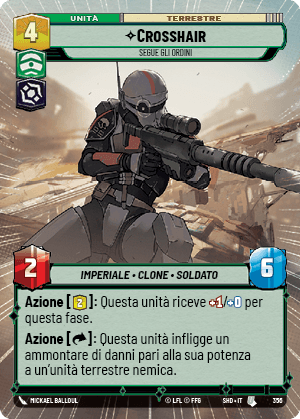 UNITÀ
TERRESTRE
4
✧CROSSHAIR
SEGUE GLI ORDINI
2
6
IMPERIALE • CLONE • SOLDATO
Azione [2]: Questa unità riceve +1/+0 per
questa fase.
Azione [↷]: Questa unità infligge un
ammontare di danni pari alla sua potenza
a un'unità terrestre nemica.
MICKAEL BALLOUL
© LFL © FFG
SHD•IT
356